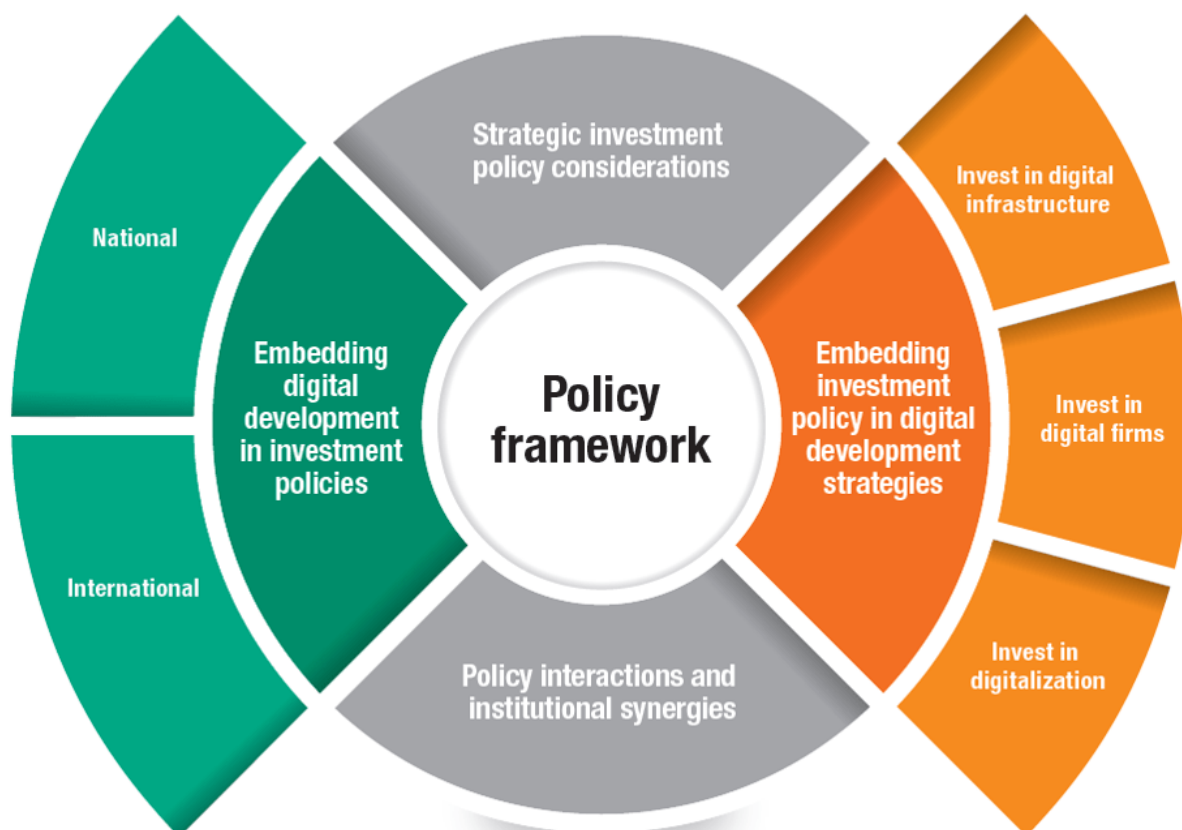 Strategic investment
policy considerations
National
International
Embedding
digital
development
in investment
policies
Policy
framework
Embedding
investment
policy in digital
development
strategies
Invest in digital
infrastructure
Invest in
digital firms
Invest in
digitalization
Policy interactions and
institutional synergies